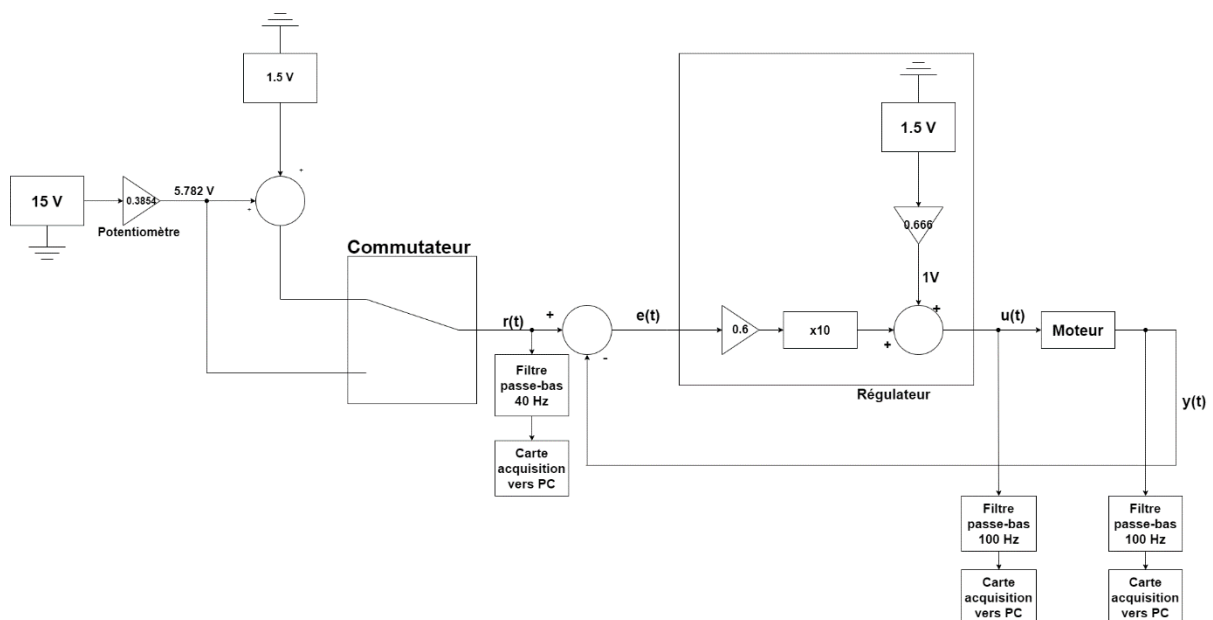 1.5 V
1.5 V
15 V
0.3854
5.782 V
Potentiomètre
-
-
0.666
1V
Commutateur
r(t)
+
-
e(t)
0.6
x10
+
+
u(t)
Moteur
y(t)
Régulateur
Filtre
passe-bas
40 Hz
Carte
acquisition
vers PC
Filtre
passe-bas
100 Hz
Carte
acquisition
vers PC
Filtre
passe-bas
100 Hz
Carte
acquisition
vers PC